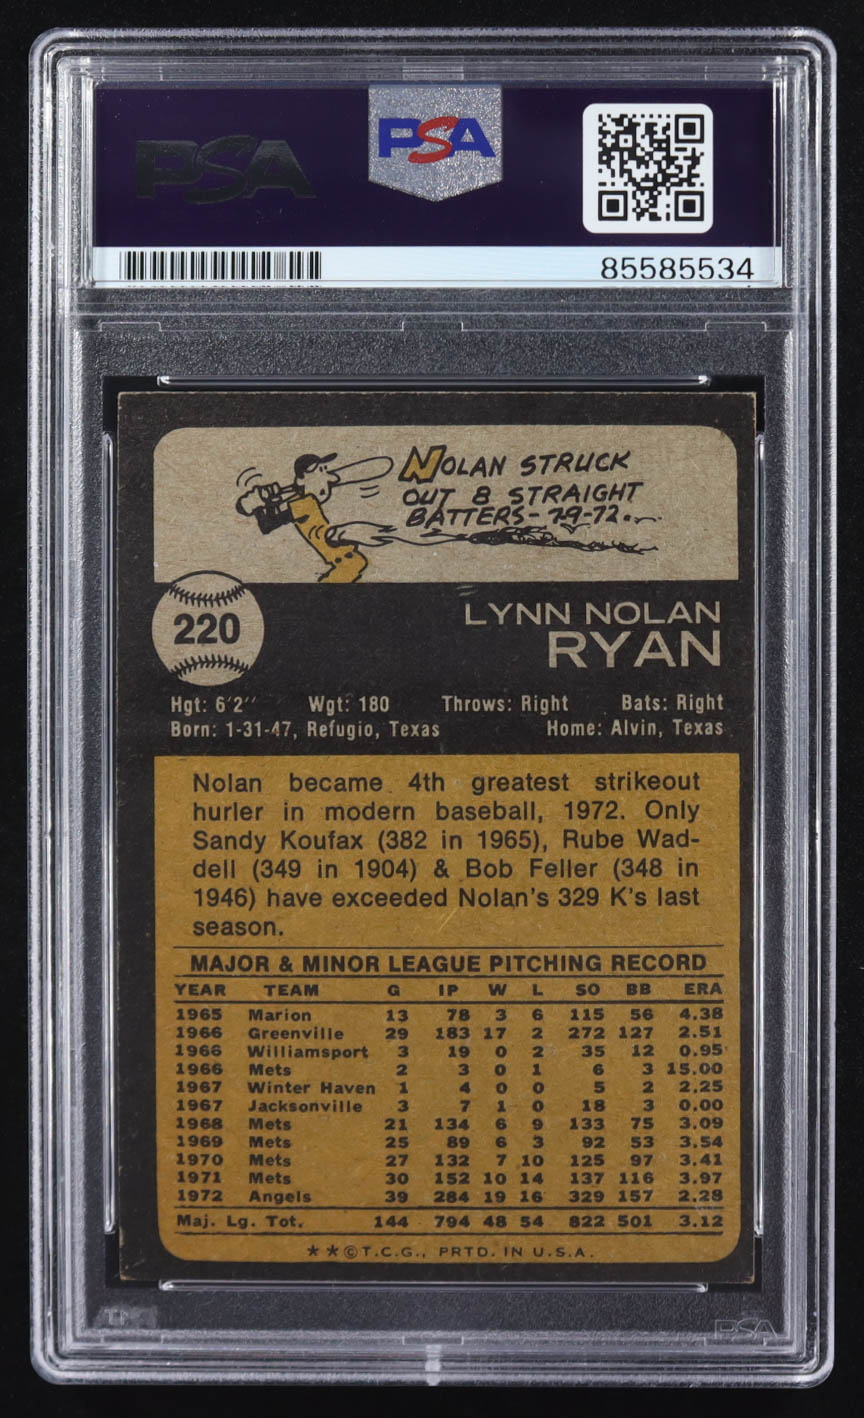 PSA
PSA
85585534
NOLAN STRUCK
OUT 8 STRAIGHT
BATTERS-7-9-72...
220
LYNN NOLAN
RYAN
Hgt: 6'2'' Wgt: 180 Throws: Right Bats: Right
Born: 1-31-47, Refugio, Texas Home: Alvin, Texas
Nolan became 4th greatest strikeout
hurler in modern baseball, 1972. Only
Sandy Koufax (382 in 1965), Rube Wad-
dell (349 in 1904) & Bob Feller (348 in
1946) have exceeded Nolan's 329 K's last
season.
MAJOR & MINOR LEAGUE PITCHING RECORD
YEAR TEAM G IP W L SO BB ERA
1965 Marion 13 78 3 6 115 56 4.38
1966 Greenville 29 183 17 2 272 127 2.51
1966 Williamsport 3 19 0 2 35 12 0.95
1966 Mets 2 3 0 1 6 3 15.00
1967 Winter Haven 1 4 0 0 5 2 2.25
1967 Jacksonville 3 7 1 0 18 3 0.00
1968 Mets 21 134 6 9 133 75 3.09
1969 Mets 25 89 6 3 92 53 3.54
1970 Mets 27 132 7 10 125 97 3.41
1971 Mets 30 152 10 14 137 116 3.97
1972 Angels 39 284 19 16 329 157 2.28
Maj. Lg. Tot. 144 794 48 54 822 501 3.12
**©T.C.G., PRTD. IN U.S.A.
TM PSA